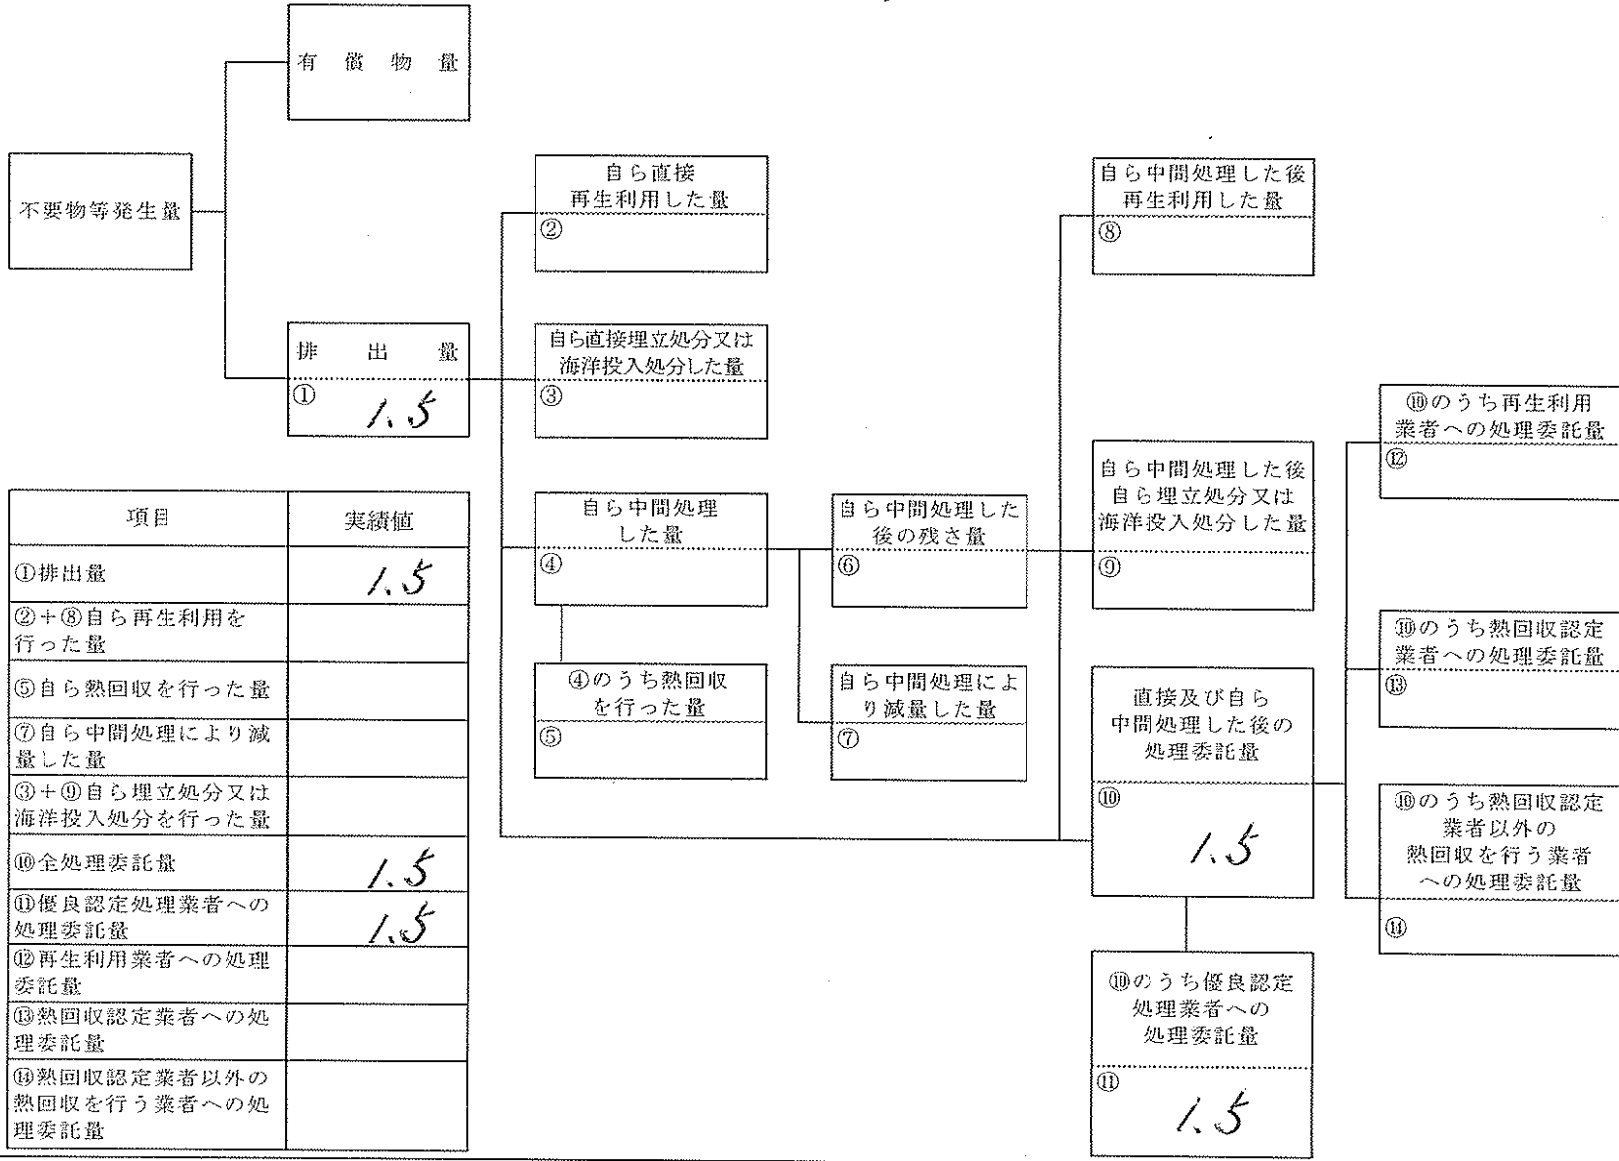 有償物量
不要物等発生量
排出量
①
1.5
自ら直接
再生利用した量
②
自ら直接埋立処分又は
海洋投入処分した量
③
自ら中間処理
した量
④
④のうち熱回収
を行った量
⑤
自ら中間処理した
後の残さ量
⑥
自ら中間処理によ
り減量した量
⑦
自ら中間処理した後
再生利用した量
⑧
自ら中間処理した後
自ら埋立処分又は
海洋投入処分した量
⑨
直接及び自ら
中間処理した後の
処理委託量
⑩
1.5
⑩のうち優良認定
処理業者への
処理委託量
⑪
1.5
⑩のうち再生利用
業者への処理委託量
⑫
⑩のうち熱回収認定
業者への処理委託量
⑬
⑩のうち熱回収認定
業者以外の
熱回収を行う業者
への処理委託量
⑭
項目 実績値
①排出量 1.5
②+⑧自ら再生利用を
行った量
⑤自ら熱回収を行った量
⑦自ら中間処理により減
量した量
③+⑨自ら埋立処分又は
海洋投入処分を行った量
⑩全処理委託量 1.5
⑪優良認定処理業者への
処理委託量 1.5
⑫再生利用業者への処理
委託量
⑬熱回収認定業者への処
理委託量
⑭熱回収認定業者以外の
熱回収を行う業者への処
理委託量